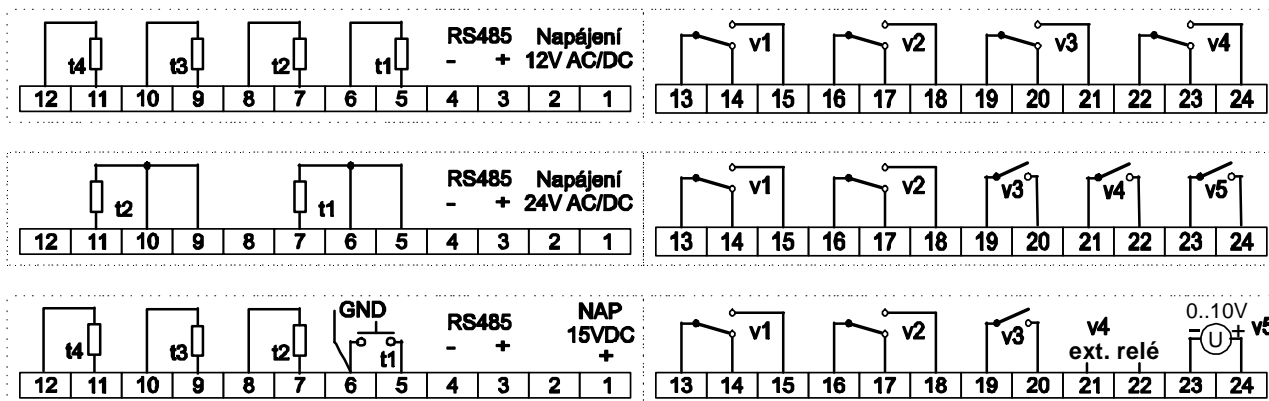 t4 t3 t2 t1 RS485 Napájení v1 v2 v3 v4
- + 12V AC/DC
12 11 10 9 8 7 6 5 4 3 2 1 13 14 15 16 17 18 19 20 21 22 23 24
t2 t1 RS485 Napájení v1 v2 v3 v4 v5
- + 24V AC/DC
12 11 10 9 8 7 6 5 4 3 2 1 13 14 15 16 17 18 19 20 21 22 23 24
GND NAP 0..10V
t4 t3 t2 t1 RS485 15VDC v1 v2 v3 v4 - U + v5
- + + ext. relé
12 11 10 9 8 7 6 5 4 3 2 1 13 14 15 16 17 18 19 20 21 22 23 24